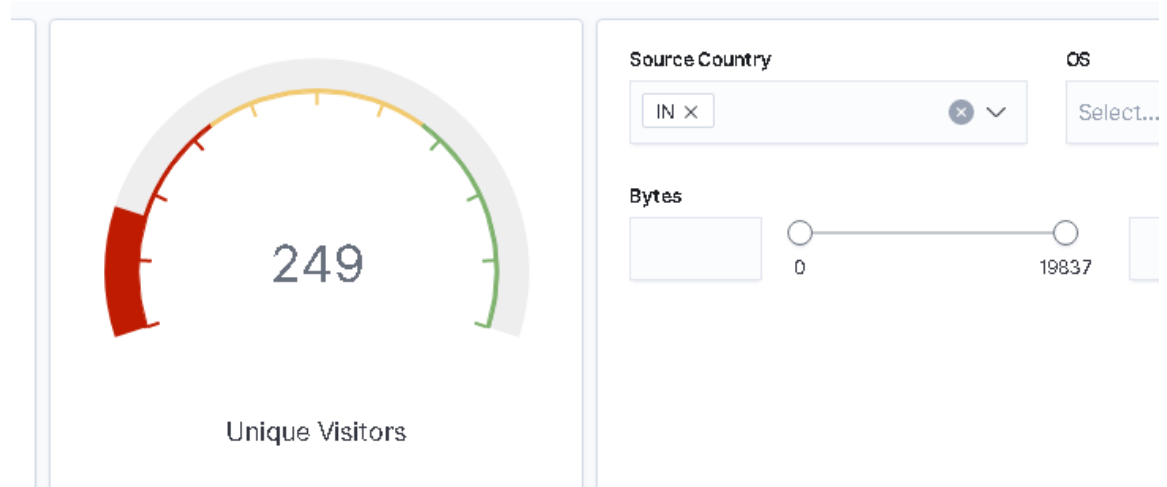 249
Unique Visitors
Source Country
IN
OS
Select...
Bytes
0
19837